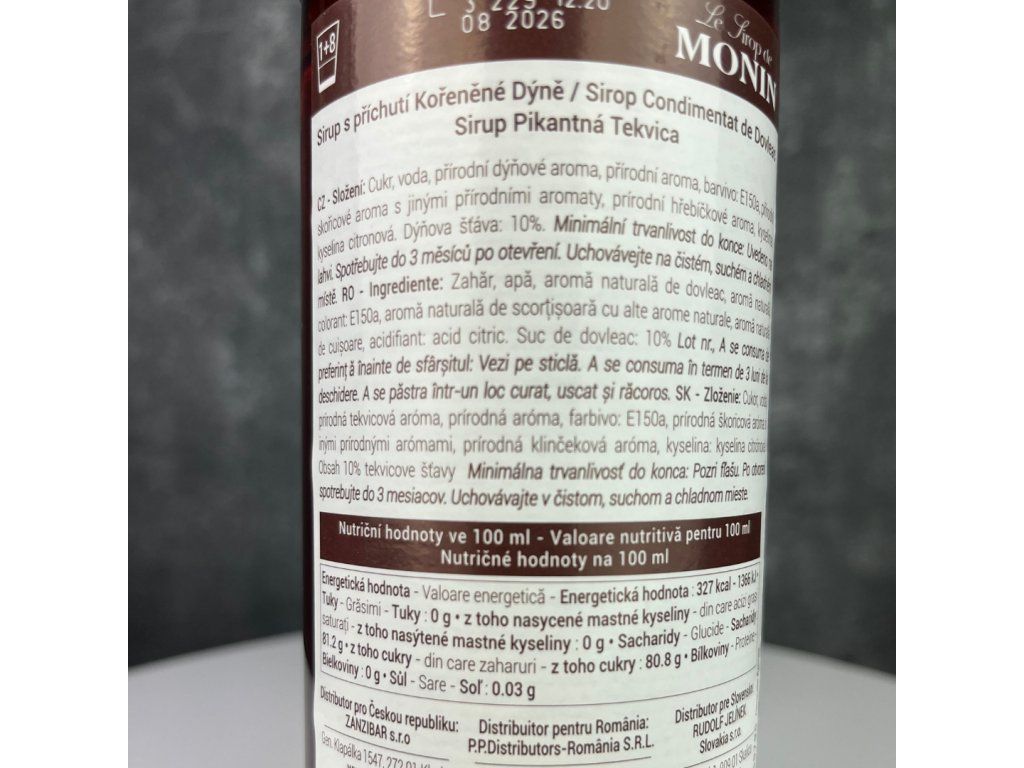 L 3 229 12:20
08 2026
1+8
Le Sirop de
MONIN
Sirup s příchutí Kořeněné Dýně / Sirop Condimentat de Dovleac
Sirup Pikantná Tekvica
CZ - Složení: Cukr, voda, přírodní dýňové aroma, přírodní aroma, barvivo: E150a,
skořicové aroma s jinými přírodními aromaty, prírodní hřebíčkové aroma,
kyselina citronová. Dýňova šťáva: 10%. Minimální trvanlivost do konce: Uvedeno na
lahvi. Spotřebujte do 3 měsíců po otevření. Uchovávejte na čistém, suchém a chladném
místě. RO - Ingrediente: Zahăr, apă, aromă naturală de dovleac, aromă
colorant: E150a, aromă naturală de scorțișoară cu alte arome naturale, aromă
de cuișoare, acidifiant: acid citric. Suc de dovleac: 10% Lot nr., A se consuma de
preferință înainte de sfârșitul: Vezi pe sticlă. A se consuma în termen de 3 luni de la
deschidere. A se păstra într-un loc curat, uscat și răcoros. SK - Zloženie: Cukor, voda
prírodná tekvicová aróma, prírodná aróma, farbivo: E150a, prírodná škoricová aróma
inými prírodnými arómami, prírodná klinčeková aróma, kyselina: kyselina
Obsah 10% tekvicove šťavy Minimálna trvanlivosť do konca: Pozri fľašu. Po otvorení
spotrebujte do 3 mesiacov. Uchovávajte v čistom, suchom a chladnom mieste.
Nutriční hodnoty ve 100 ml - Valoare nutritivă pentru 100 ml
Nutričné hodnoty na 100 ml
Energetická hodnota - Valoare energetică - Energetická hodnota : 327 kcal - 1366 kJ •
Tuky - Grăsimi - Tuky : 0 g • z toho nasycené mastné kyseliny - din care acizi grași
saturați - z toho nasýtené mastné kyseliny : 0 g • Sacharidy - Glucide - Sacharidy
81.2 g • z toho cukry - din care zaharuri - z toho cukry : 80.8 g • Bílkoviny - Proteine -
Bielkoviny : 0 g • Sůl - Sare - Soľ : 0.03 g
Distributor pro Českou republiku:
ZANZIBAR s.r.o
Gen. Klapálka 1547, 272 01
Distribuitor pentru România:
P.P.Distributors-România S.R.L.
Distributor pre Slovensko:
RUDOLF JELÍNEK
Slovakia s.r.o.